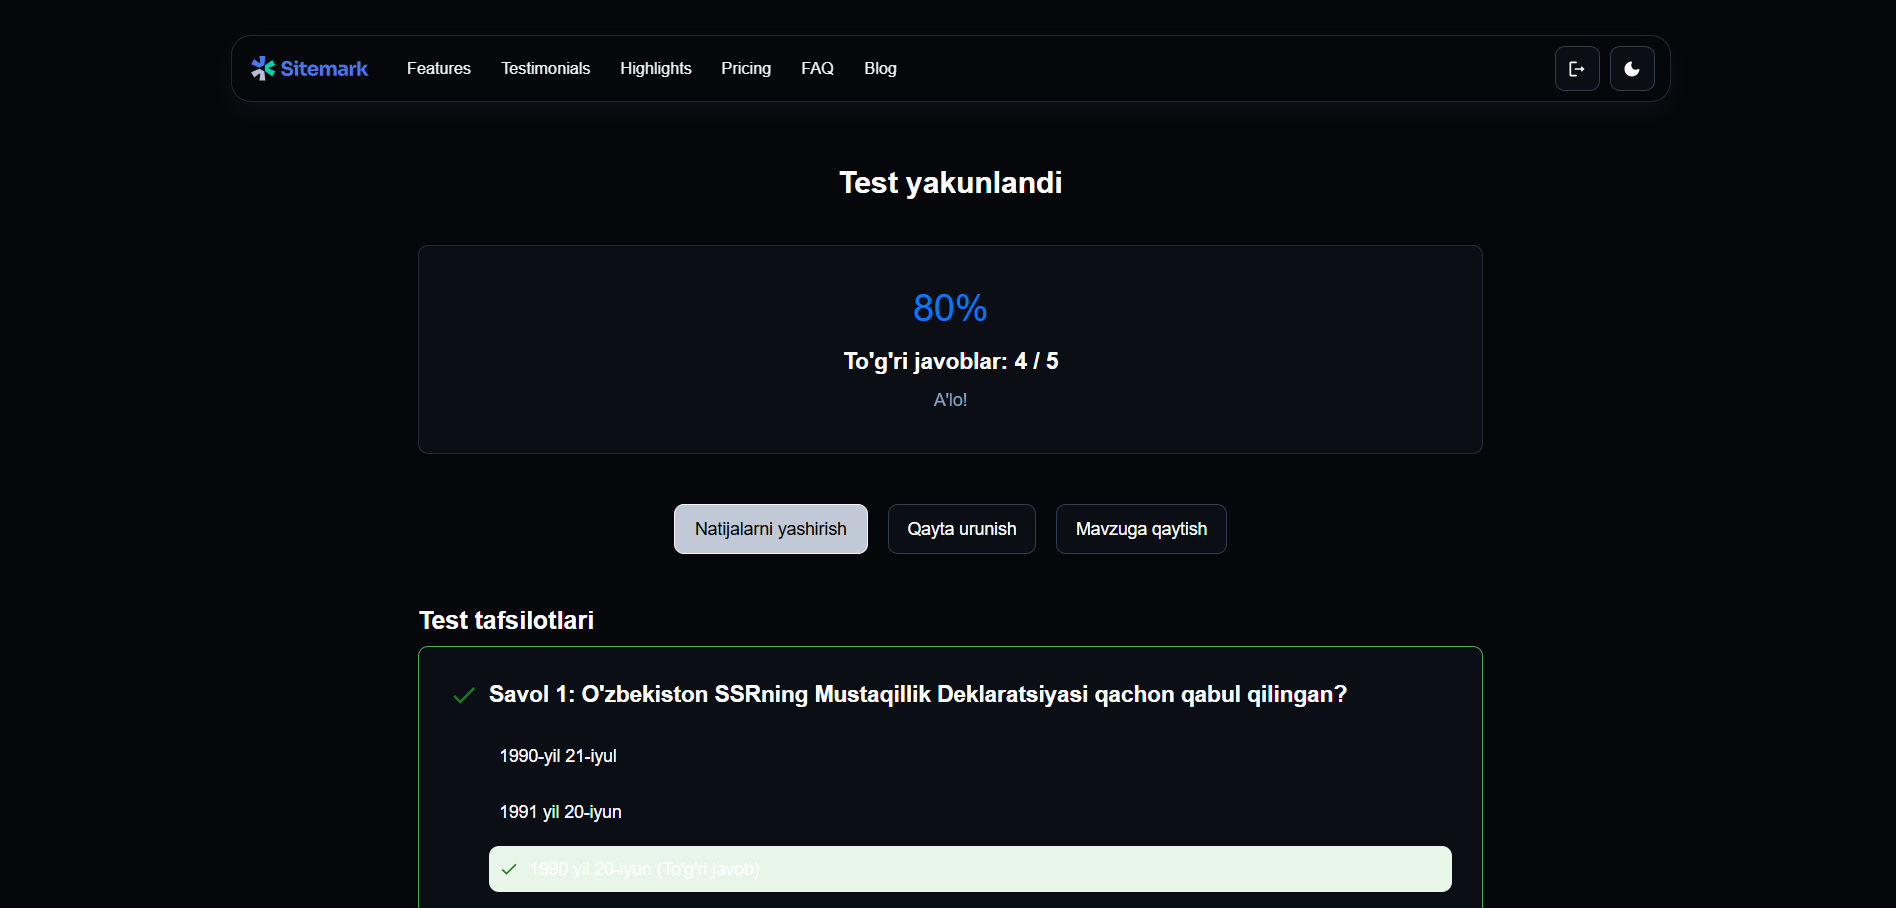 Sitemark Features Testimonials Highlights Pricing FAQ Blog
Test yakunlandi
80%
To'g'ri javoblar: 4 / 5
A'lo!
Natijalarni yashirish Qayta urunish Mavzuga qaytish
Test tafsilotlari
Savol 1: O'zbekiston SSRning Mustaqillik Deklaratsiyasi qachon qabul qilingan?
1990-yil 21-iyul
1991 yil 20-iyun
1990 yil 20-iyun (To'g'ri javob)